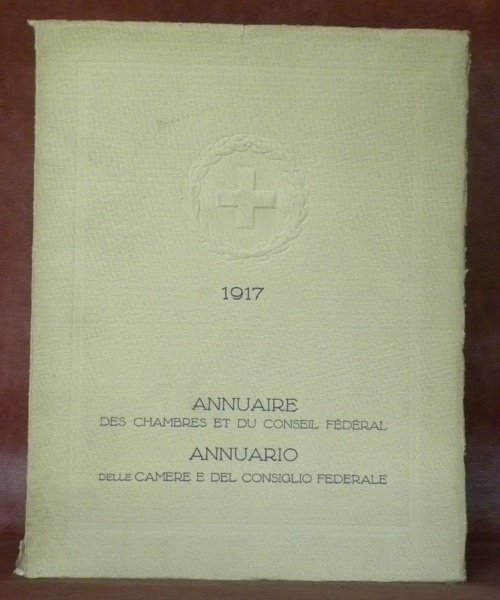 1917
ANNUAIRE
DES CHAMBRES ET DU CONSEIL FÉDÉRAL
ANNUARIO
DELLE CAMERE E DEL CONSIGLIO FEDERALE